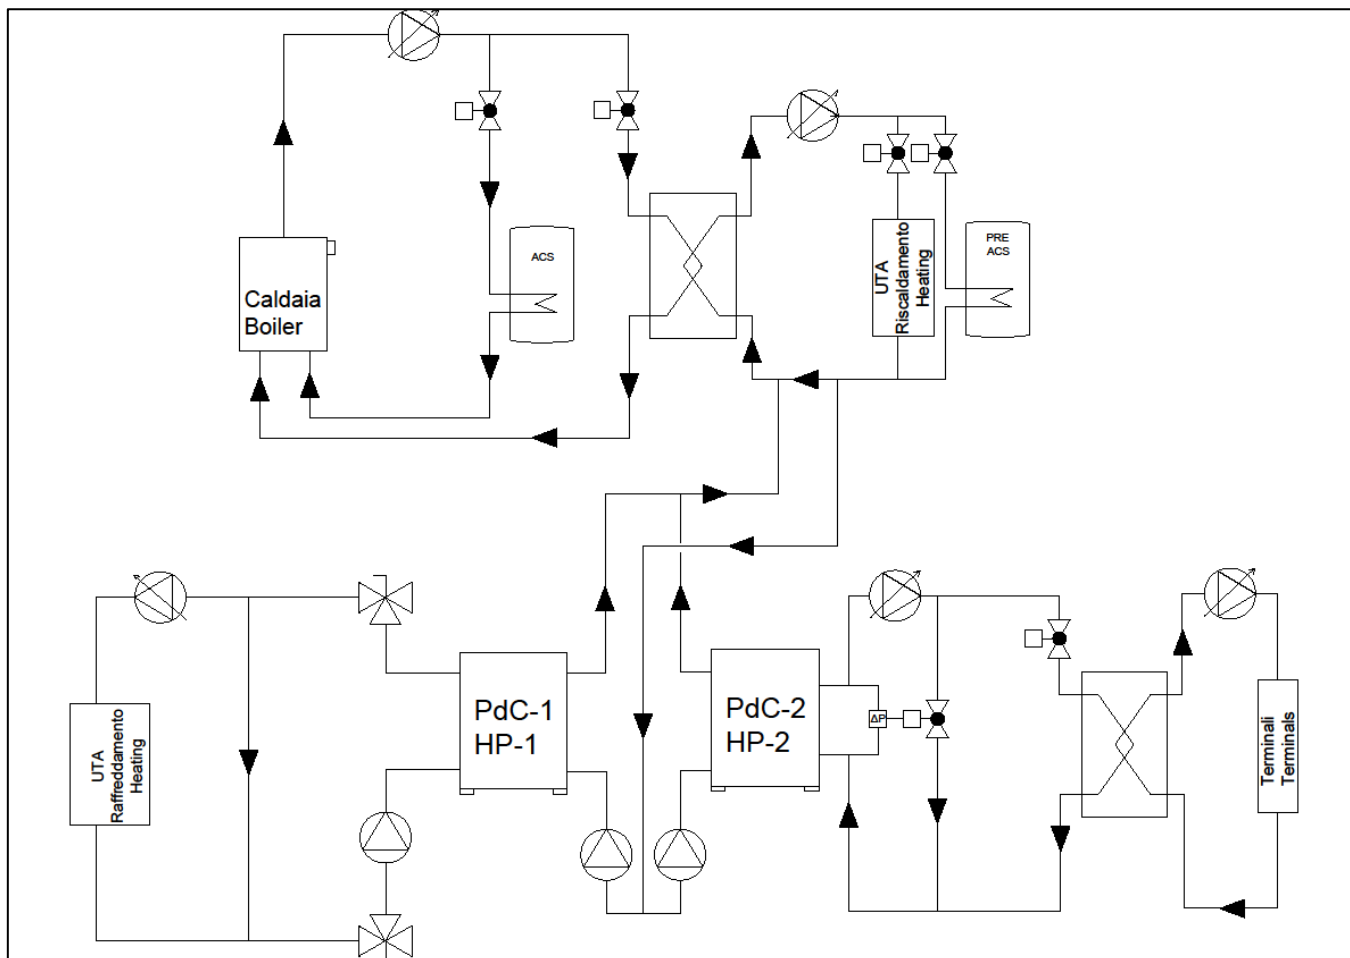 ACS
PRE
ACS
UTA
Riscaldamento
Heating
Caldaia
Boiler
PdC-1
HP-1
PdC-2
HP-2
ΔP
UTA
Raffreddamento
Heating
Terminali
Terminals